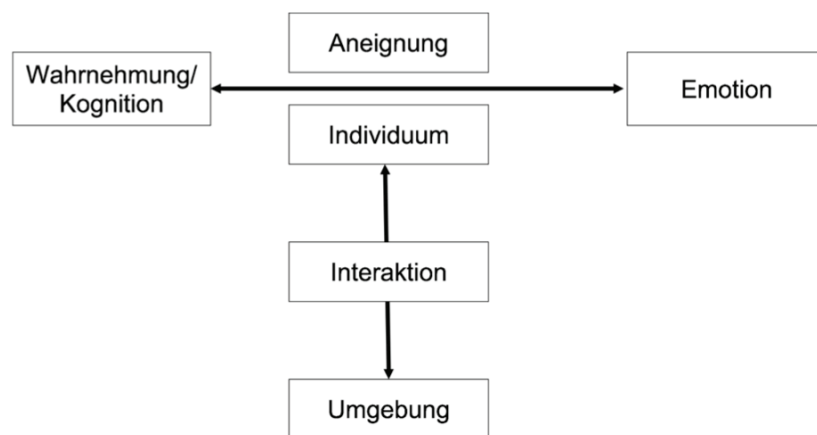 Aneignung
Wahrnehmung/
Kognition
Emotion
Individuum
Interaktion
Umgebung